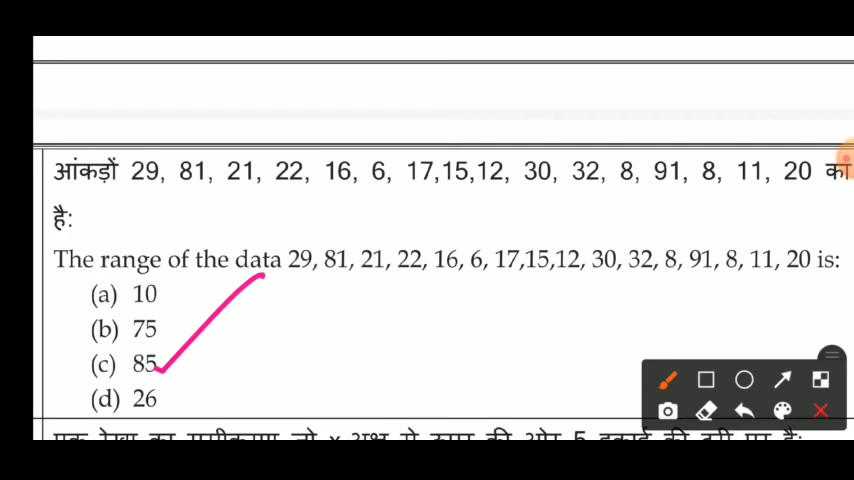 आंकड़ों 29, 81, 21, 22, 16, 6, 17,15,12, 30, 32, 8, 91, 8, 11, 20 का
है:
The range of the data 29, 81, 21, 22, 16, 6, 17,15,12, 30, 32, 8, 91, 8, 11, 20 is:
(a) 10
(b) 75
(c) 85
(d) 26